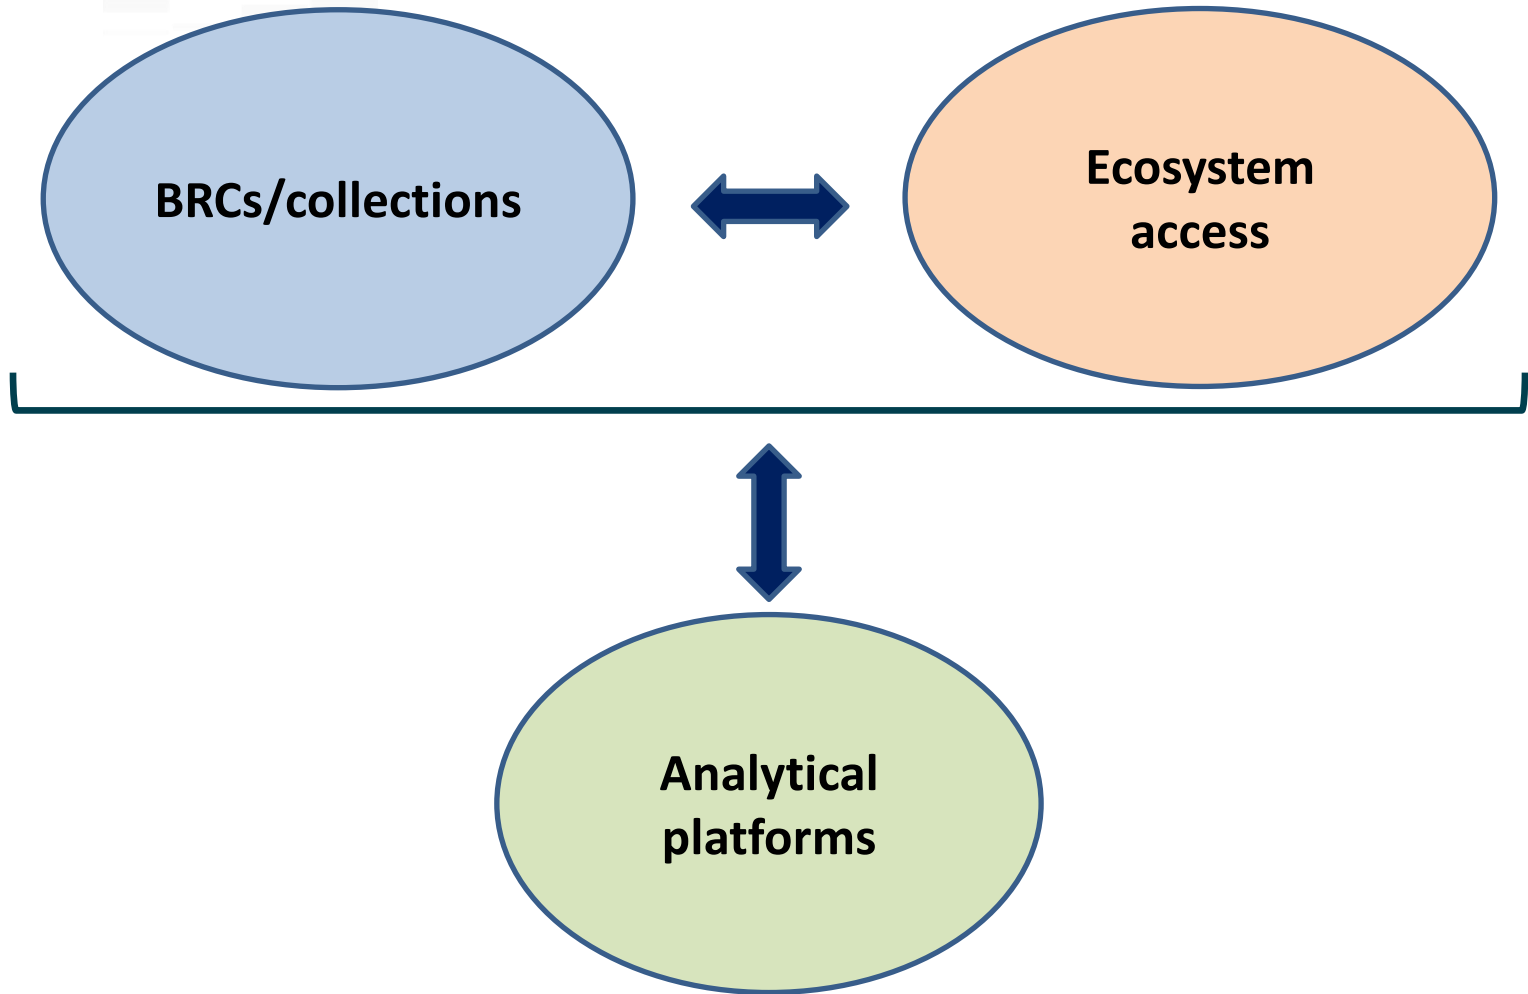 BRCs/collections
Ecosystem
access
Analytical
platforms